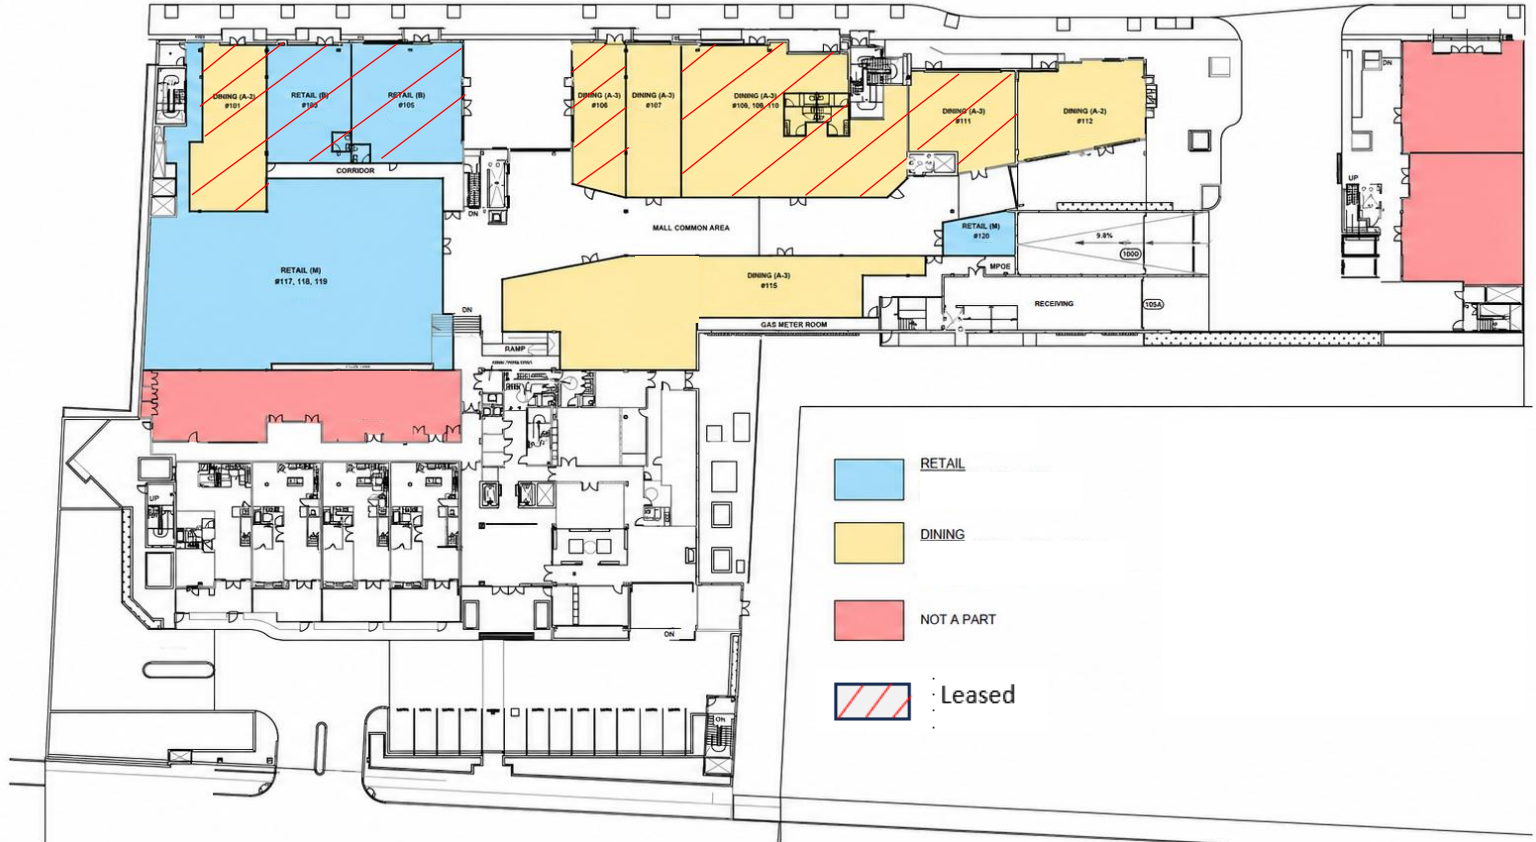 DINING (A-2)
#101
RETAIL (B)
#103
RETAIL (B)
#105
DINING (A-3)
#106
DINING (A-3)
#107
DINING (A-3)
#108, 109, 110
DINING (A-3)
#111
DINING (A-2)
#112
DN
CORRIDOR
UP
DN
MALL COMMON AREA
RETAIL (M)
#120
9.8%
1000
MPOE
RETAIL (M)
#117, 118, 119
DINING (A-3)
#115
RECEIVING
105A
DN
GAS METER ROOM
RAMP
RETAIL
UP
DINING
NOT A PART
DN
Leased
DN